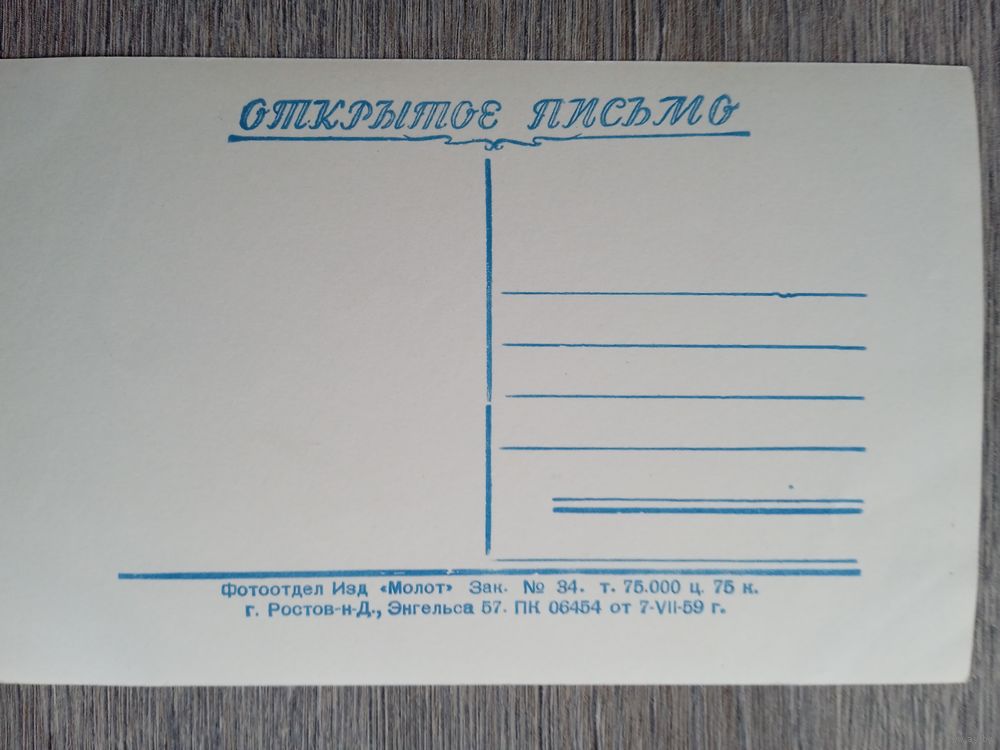 ОТКРЫТОЕ ПИСЬМО
Фотоотдел Изд «Молот» Зак. № 34. т. 75.000 ц. 75 к.
г. Ростов-н-Д., Энгельса 57. ПК 06454 от 7-VII-59 г.